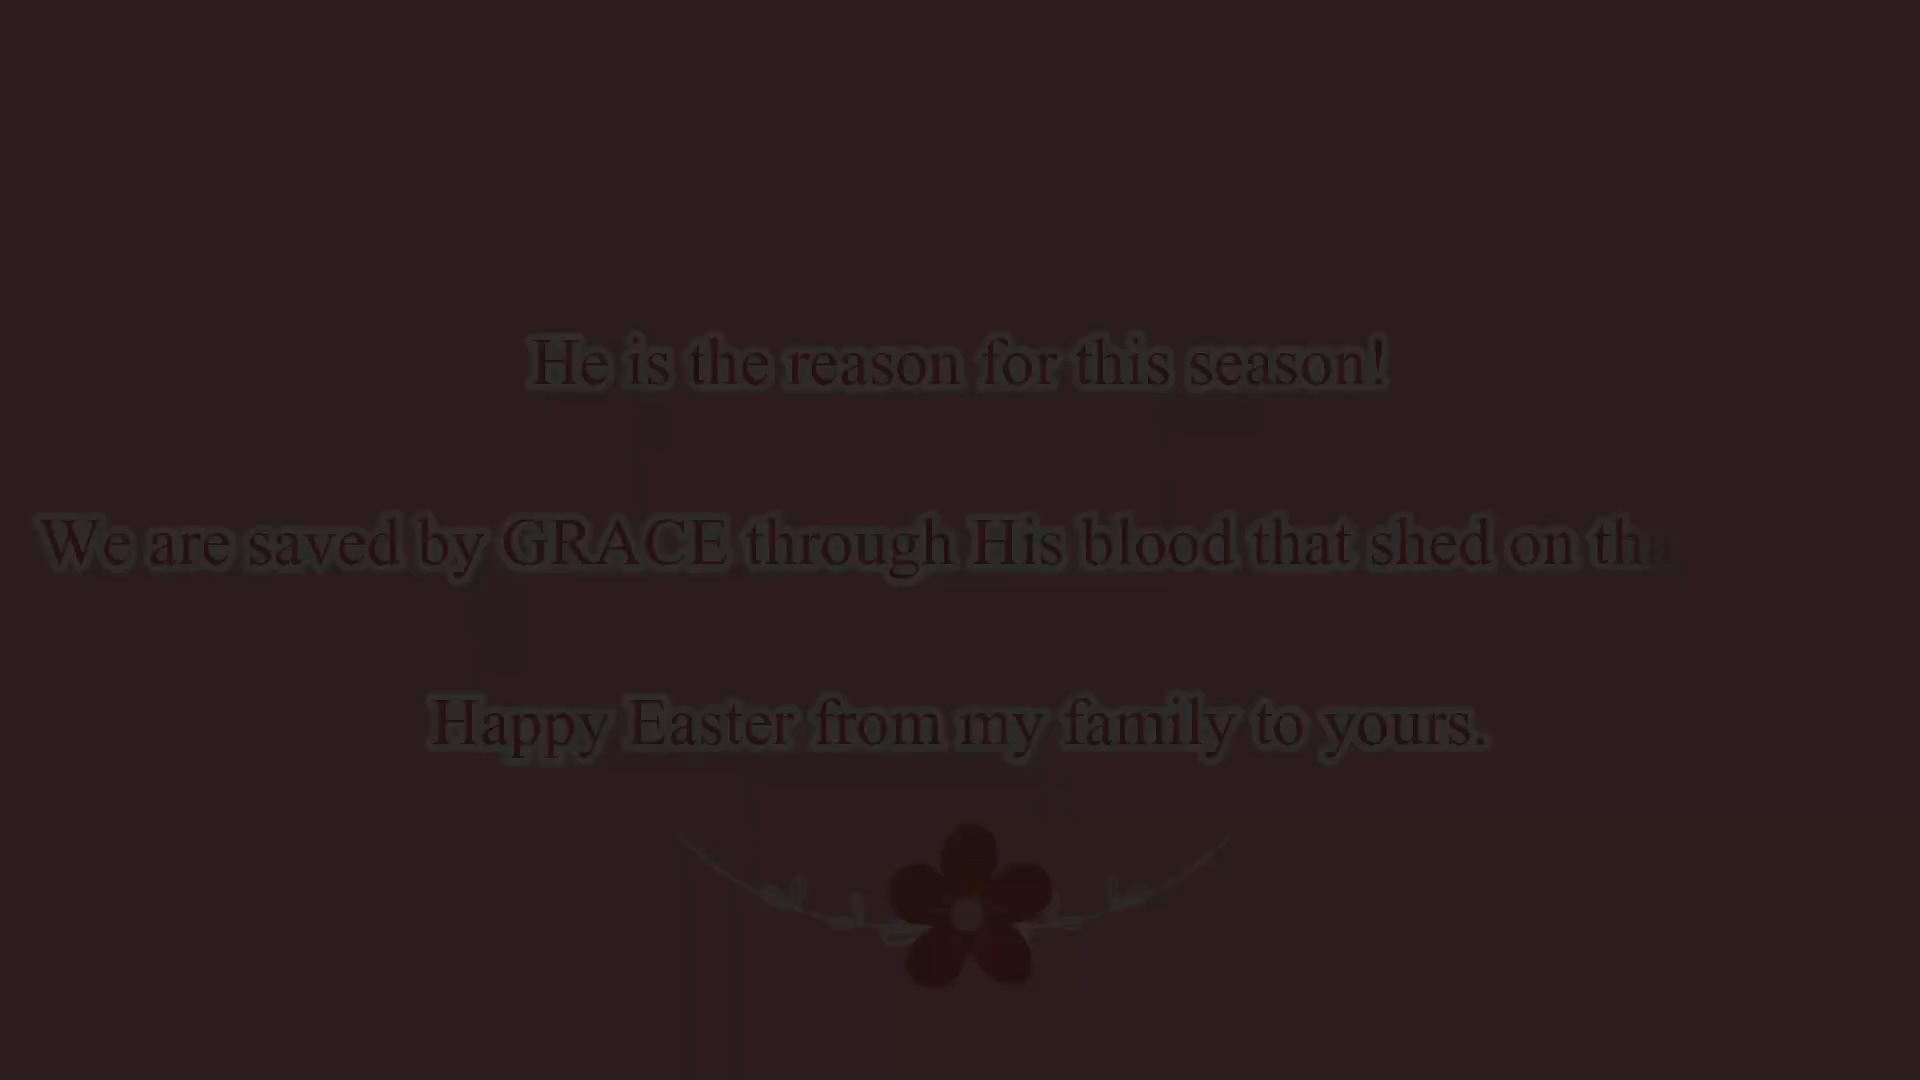 He is the reason for this season!
We are saved by GRACE through His blood that shed on
Happy Easter from my family to yours.